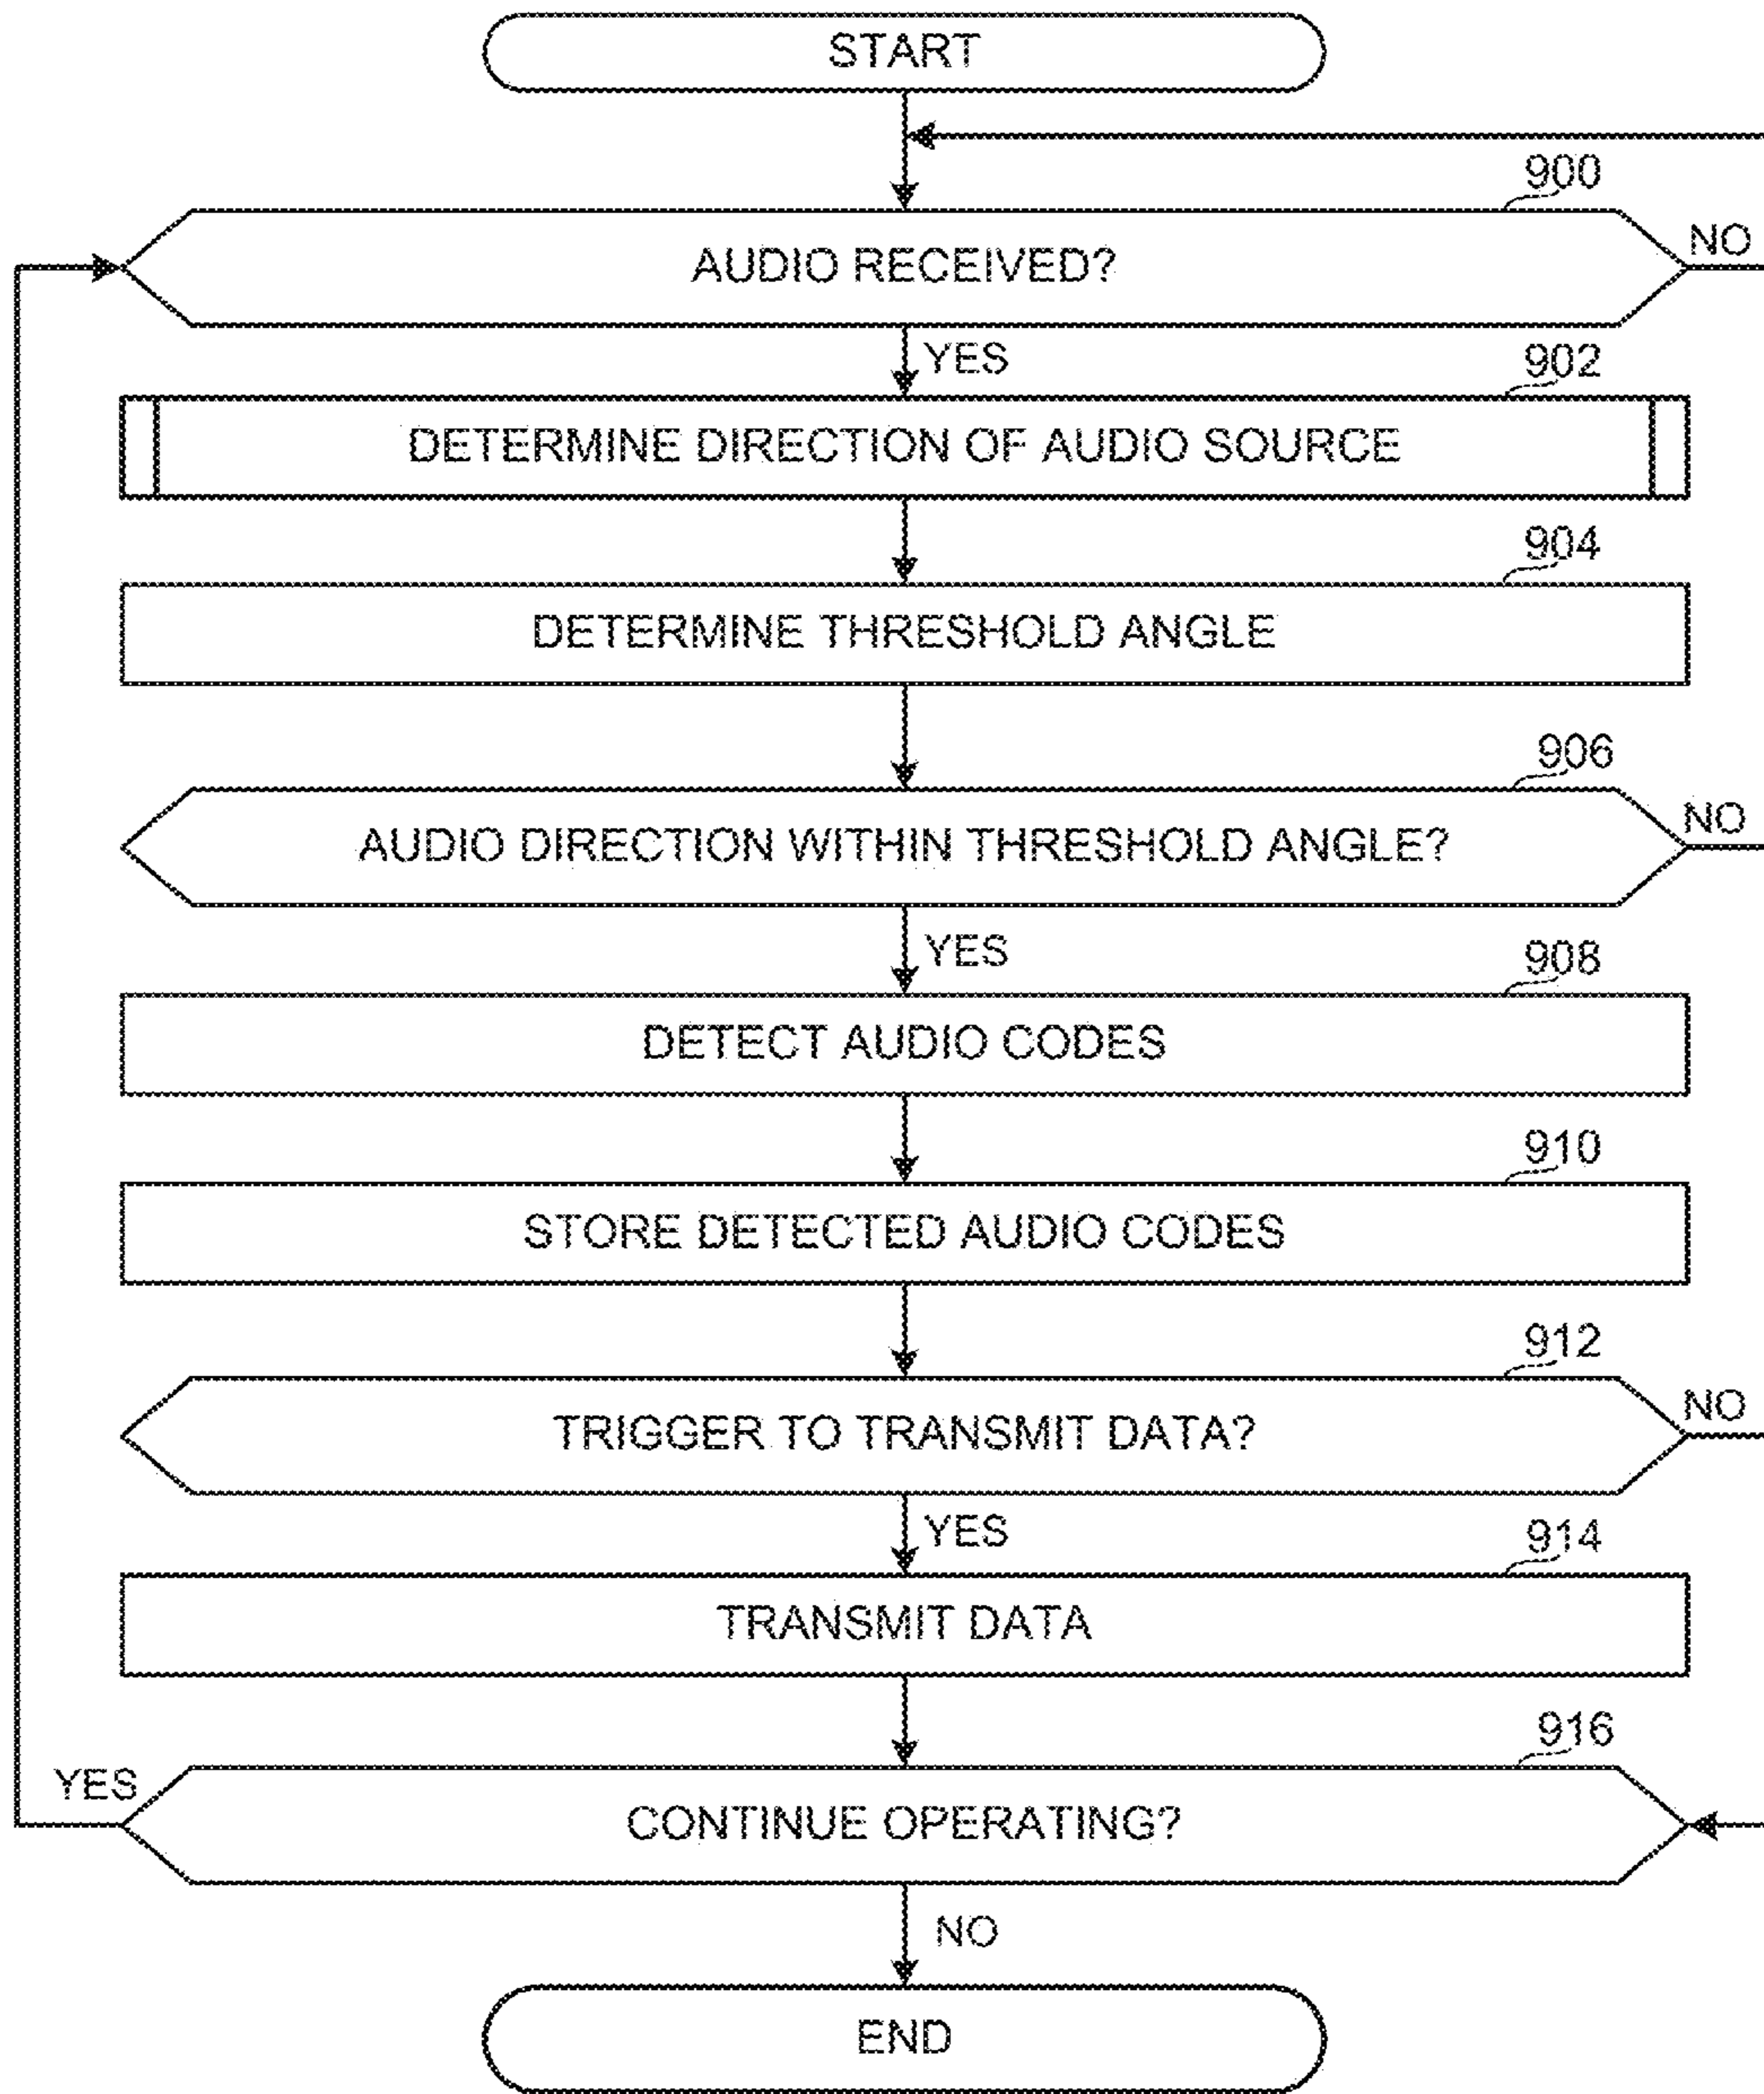 START
900
AUDIO RECEIVED?
NO
YES
902
DETERMINE DIRECTION OF AUDIO SOURCE
904
DETERMINE THRESHOLD ANGLE
906
AUDIO DIRECTION WITHIN THRESHOLD ANGLE?
NO
YES
908
DETECT AUDIO CODES
910
STORE DETECTED AUDIO CODES
912
TRIGGER TO TRANSMIT DATA?
NO
YES
914
TRANSMIT DATA
916
YES
CONTINUE OPERATING?
NO
END